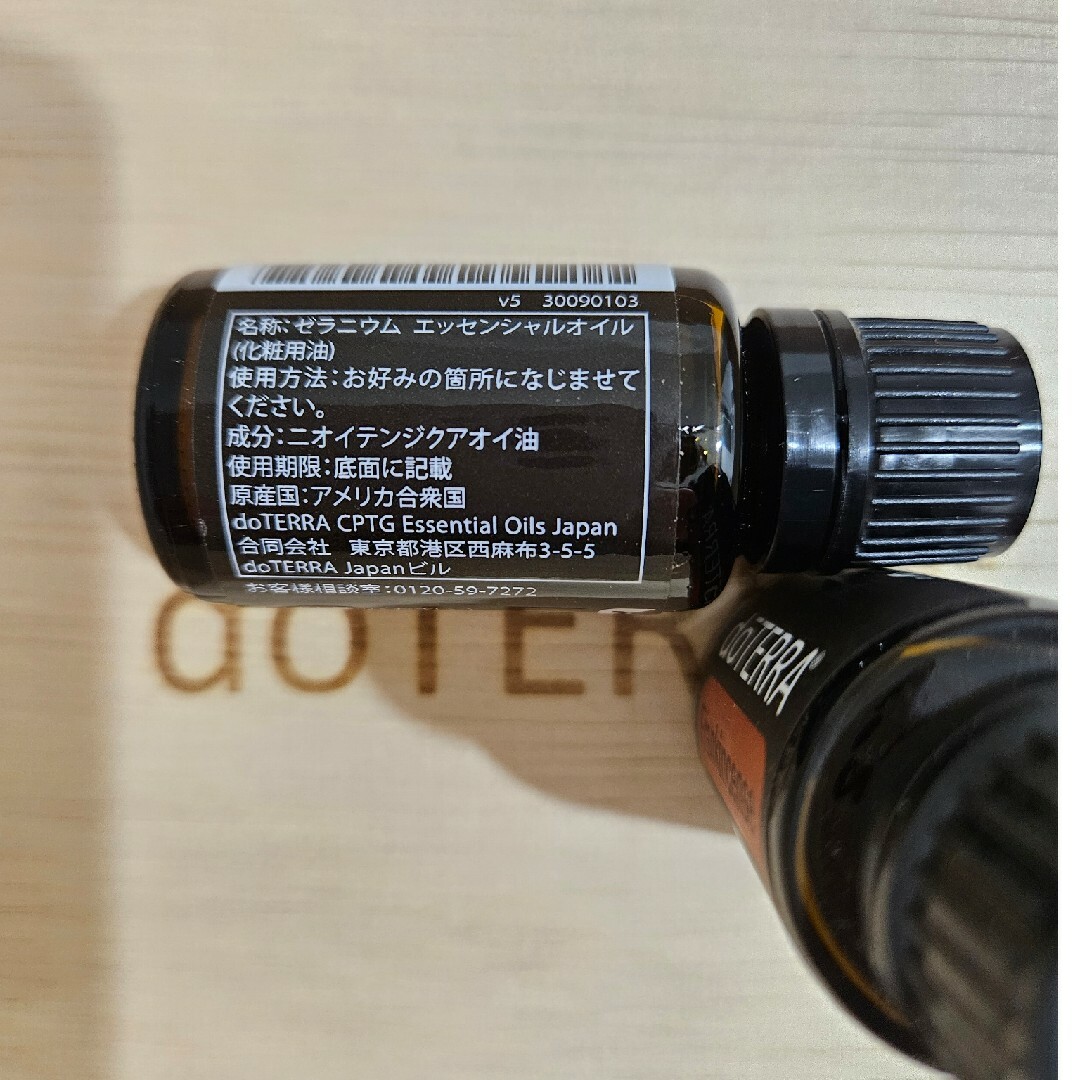 v5 30090103
名称:ゼラニウム エッセンシャルオイル
(化粧用油)
使用方法:お好みの箇所になじませて
ください。
成分:ニオイテンジクアオイ油
使用期限:底面に記載
原産国:アメリカ合衆国
doTERRA CPTG Essential Oils Japan
合同会社 東京都港区西麻布3-5-5
doTERRA Japanビル
お客様相談室:0120-59-7272
doTER
doTERRA